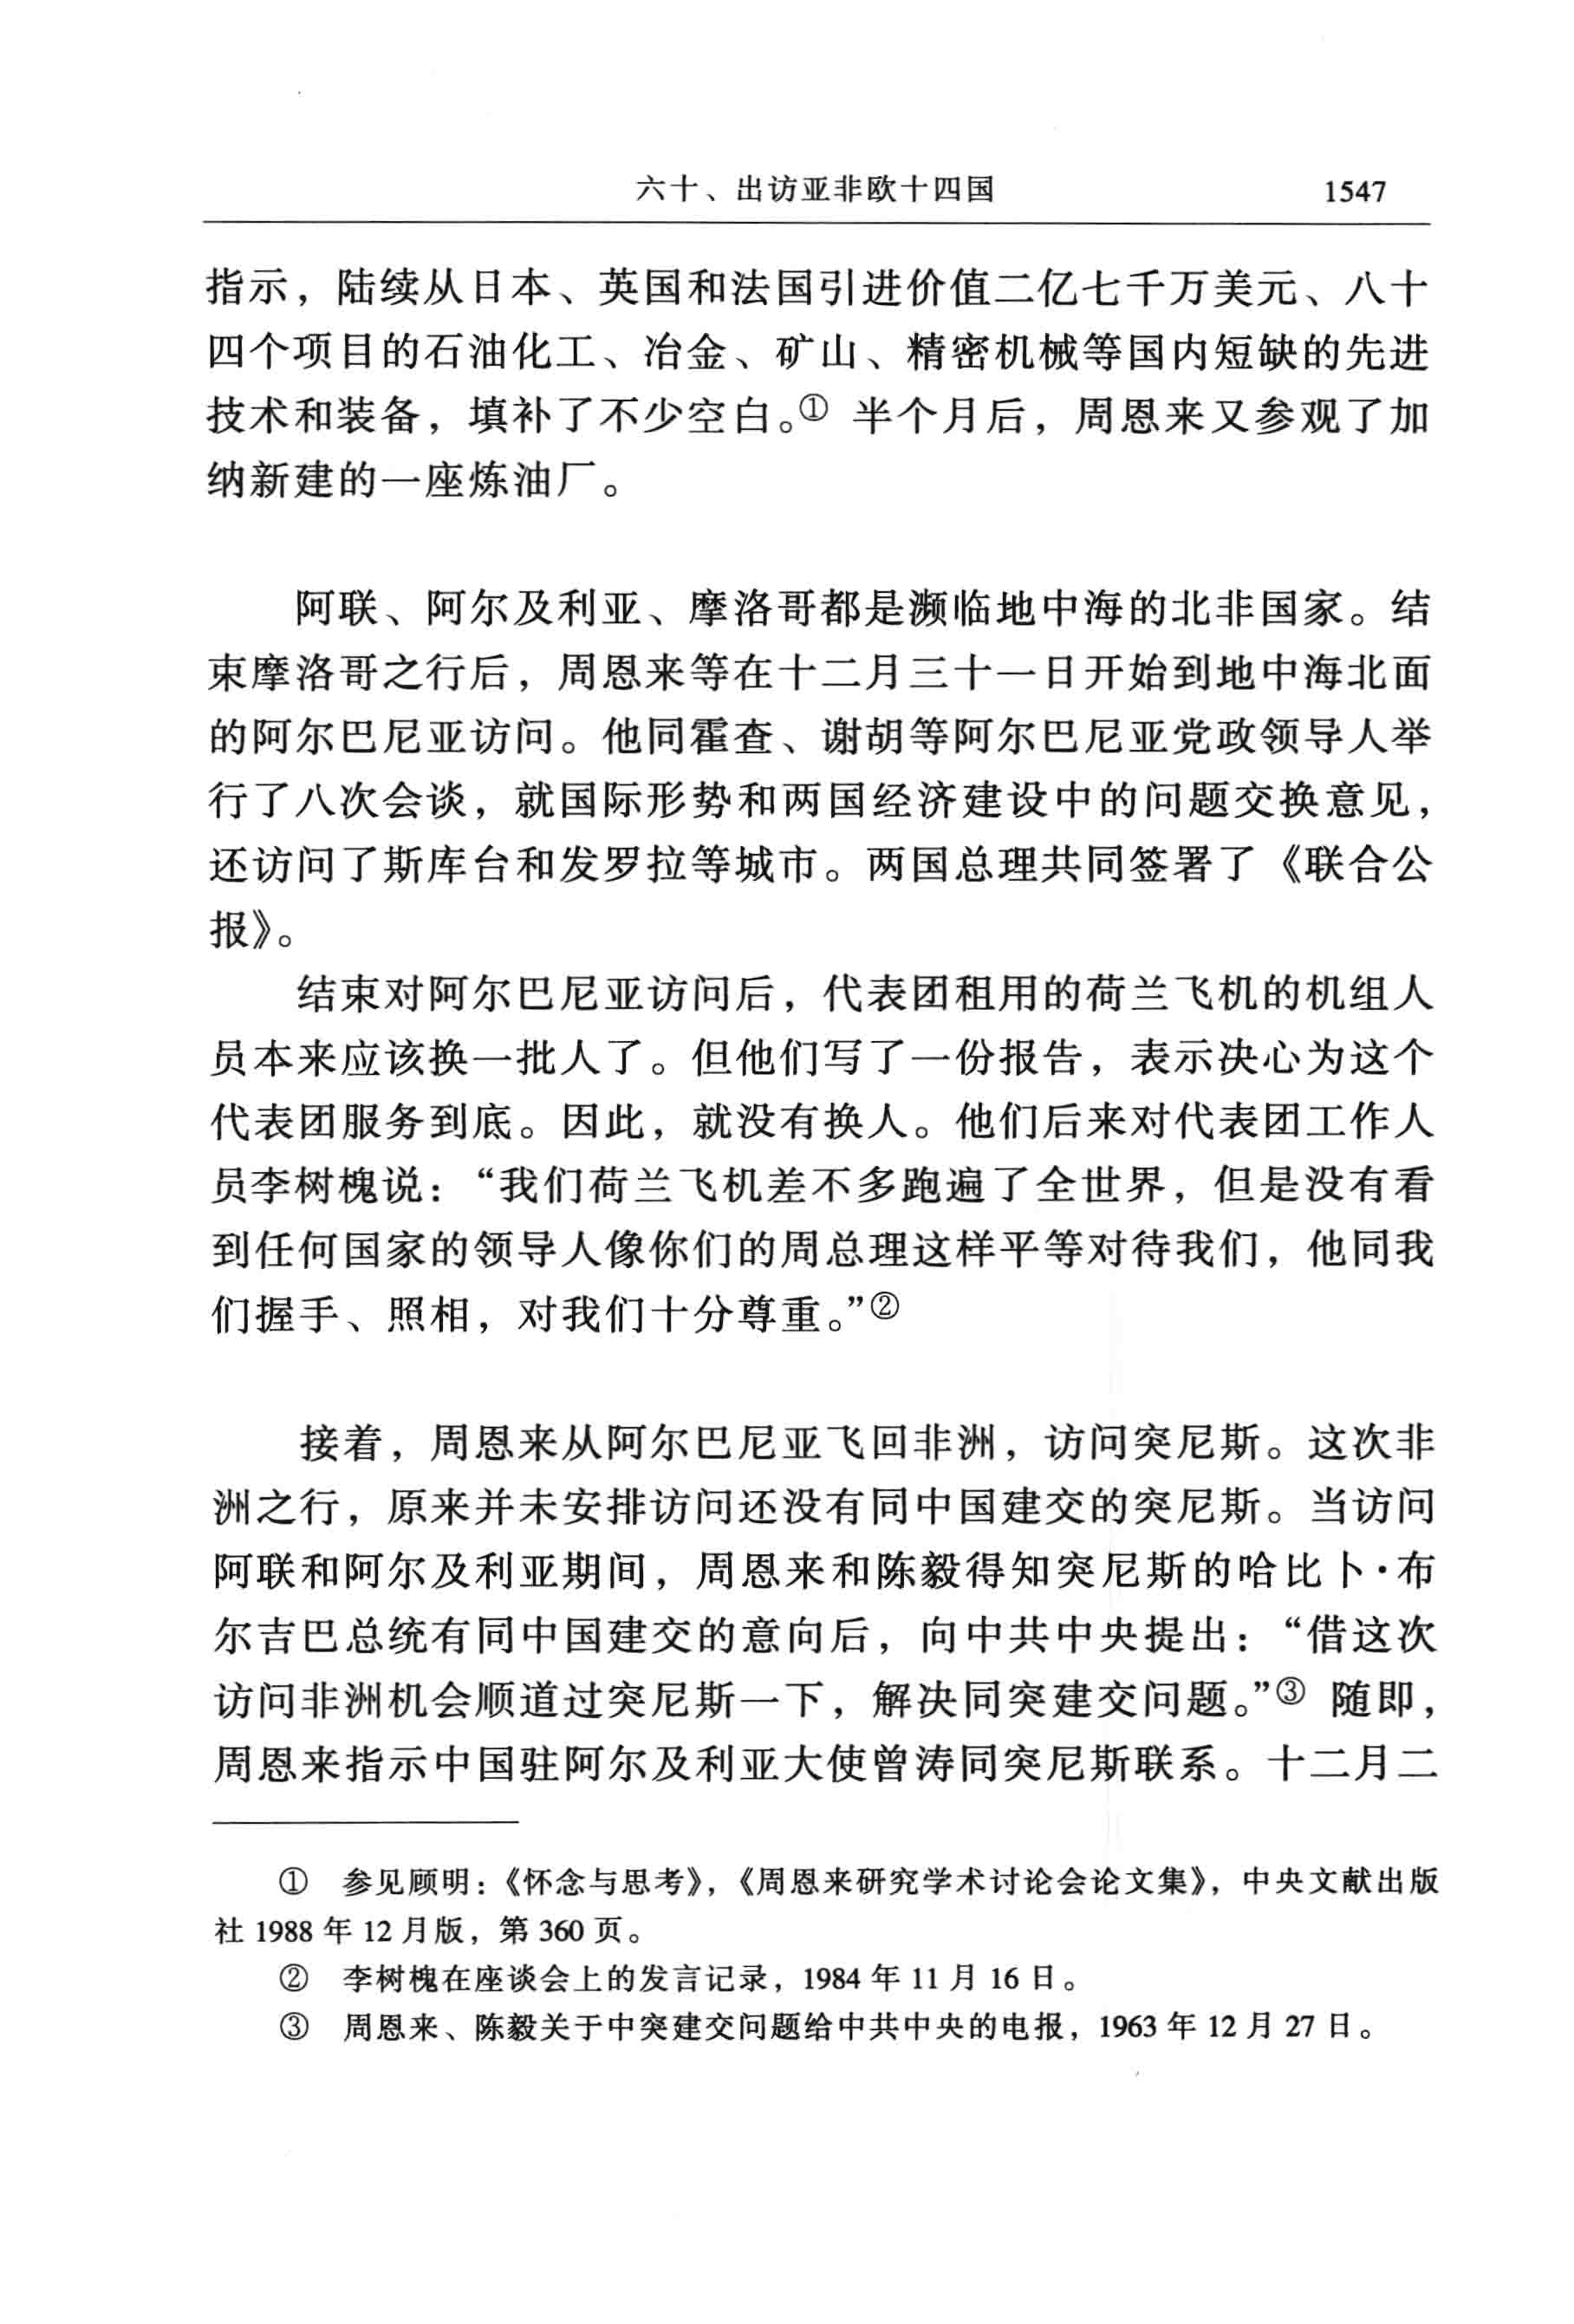 六十、出访亚非欧十四国 1547
指示，陆续从日本、英国和法国引进价值二亿七千万美元、八十
四个项目的石油化工、冶金、矿山、精密机械等国内短缺的先进
技术和装备，填补了不少空白。① 半个月后，周恩来又参观了加
纳新建的一座炼油厂。
阿联、阿尔及利亚、摩洛哥都是濒临地中海的北非国家。结
束摩洛哥之行后，周恩来等在十二月三十一日开始到地中海北面
的阿尔巴尼亚访问。他同霍查、谢胡等阿尔巴尼亚党政领导人举
行了八次会谈，就国际形势和两国经济建设中的问题交换意见，
还访问了斯库台和发罗拉等城市。两国总理共同签署了《联合公
报》。
结束对阿尔巴尼亚访问后，代表团租用的荷兰飞机的机组人
员本来应该换一批人了。但他们写了一份报告，表示决心为这个
代表团服务到底。因此，就没有换人。他们后来对代表团工作人
员李树槐说：“我们荷兰飞机差不多跑遍了全世界，但是没有看
到任何国家的领导人像你们的周总理这样平等对待我们，他同我
们握手、照相，对我们十分尊重。”②
接着，周恩来从阿尔巴尼亚飞回非洲，访问突尼斯。这次非
洲之行，原来并未安排访问还没有同中国建交的突尼斯。当访问
阿联和阿尔及利亚期间，周恩来和陈毅得知突尼斯的哈比卜·布
尔吉巴总统有同中国建交的意向后，向中共中央提出：“借这次
访问非洲机会顺道过突尼斯一下，解决同突建交问题。”③ 随即，
周恩来指示中国驻阿尔及利亚大使曾涛同突尼斯联系。十二月二
① 参见顾明：《怀念与思考》，《周恩来研究学术讨论会论文集》，中央文献出版
社 1988 年 12 月版，第 360 页。
② 李树槐在座谈会上的发言记录，1984 年 11 月 16 日。
③ 周恩来、陈毅关于中突建交问题给中共中央的电报，1963 年 12 月 27 日。